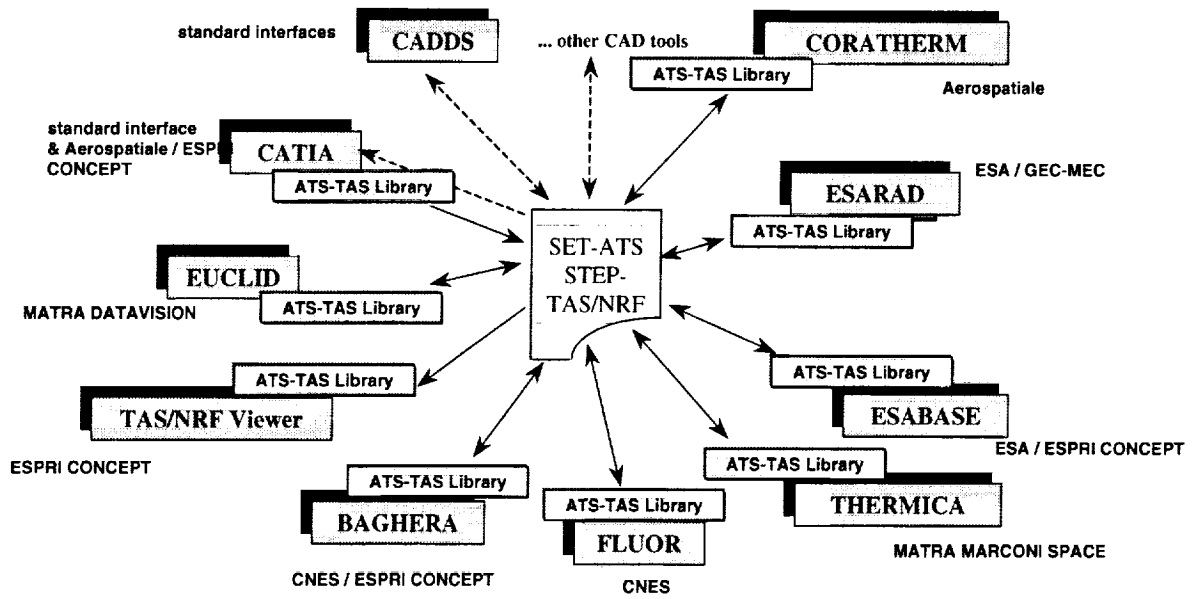 standard interfaces
CADDS
... other CAD tools
CORATHERM
ATS-TAS Library
Aerospatiale
standard interface
& Aerospatiale / ESP
CONCEPT
CATIA
ATS-TAS Library
ESA / GEC-MEC
ESARAD
ATS-TAS Library
SET-ATS
STEP-
TAS/NRF
EUCLID
ATS-TAS Library
MATRA DATAVISION
ATS-TAS Library
TAS/NRF Viewer
ESPRI CONCEPT
ATS-TAS Library
ESABASE
ESA / ESPRI CONCEPT
ATS-TAS Library
THERMICA
MATRA MARCONI SPACE
ATS-TAS Library
BAGHERA
CNES / ESPRI CONCEPT
ATS-TAS Library
FLUOR
CNES